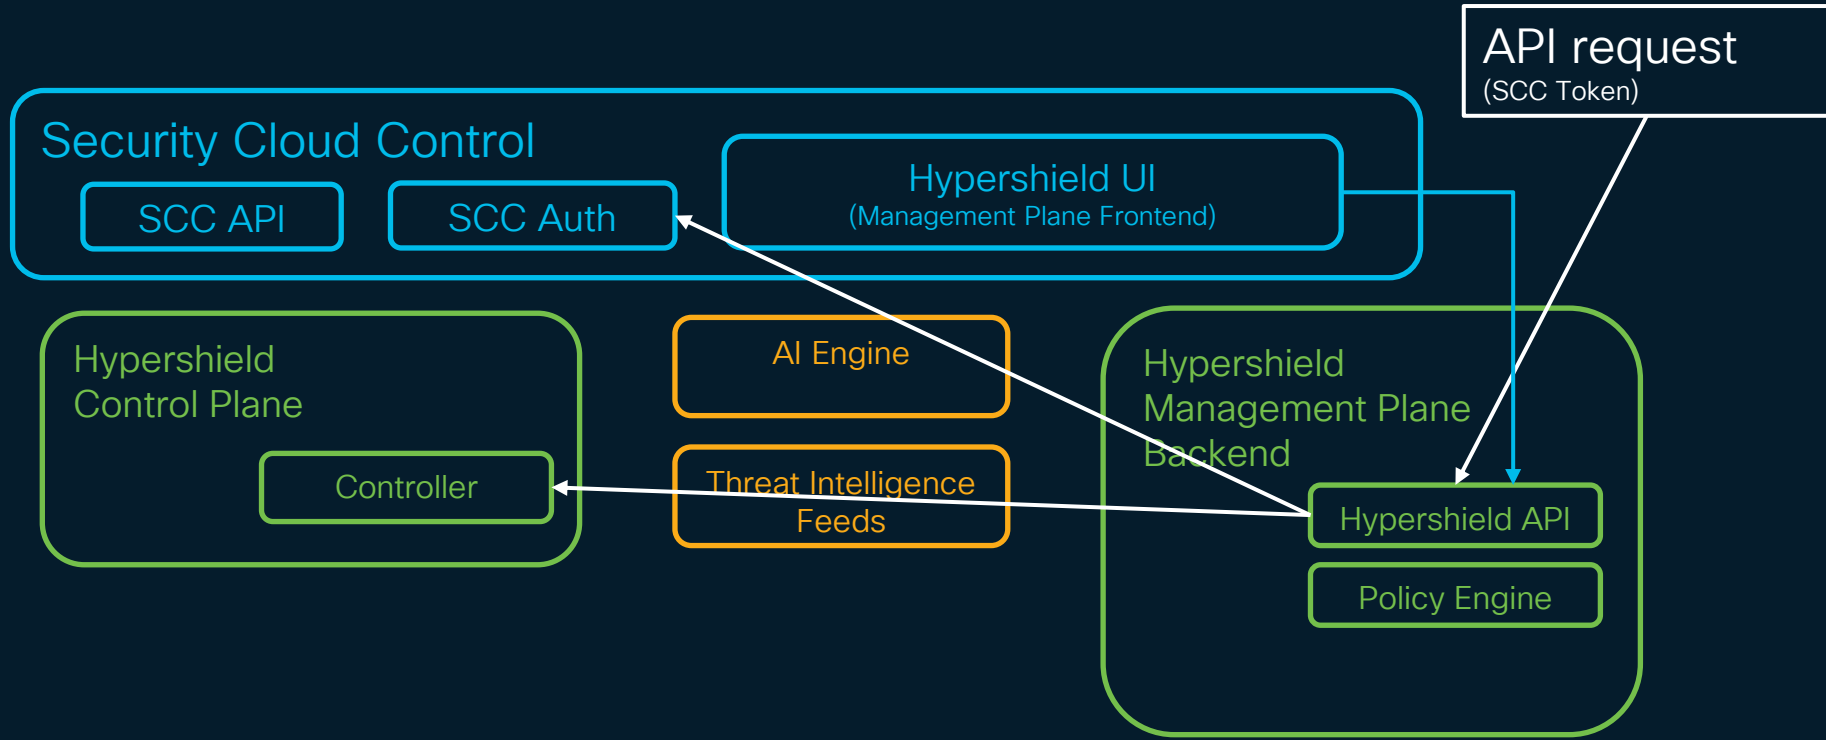 API request
(SCC Token)
Security Cloud Control
SCC API
SCC Auth
Hypershield UI
(Management Plane Frontend)
Hypershield
Control Plane
Controller
AI Engine
Threat Intelligence
Feeds
Hypershield
Management Plane
Backend
Hypershield API
Policy Engine